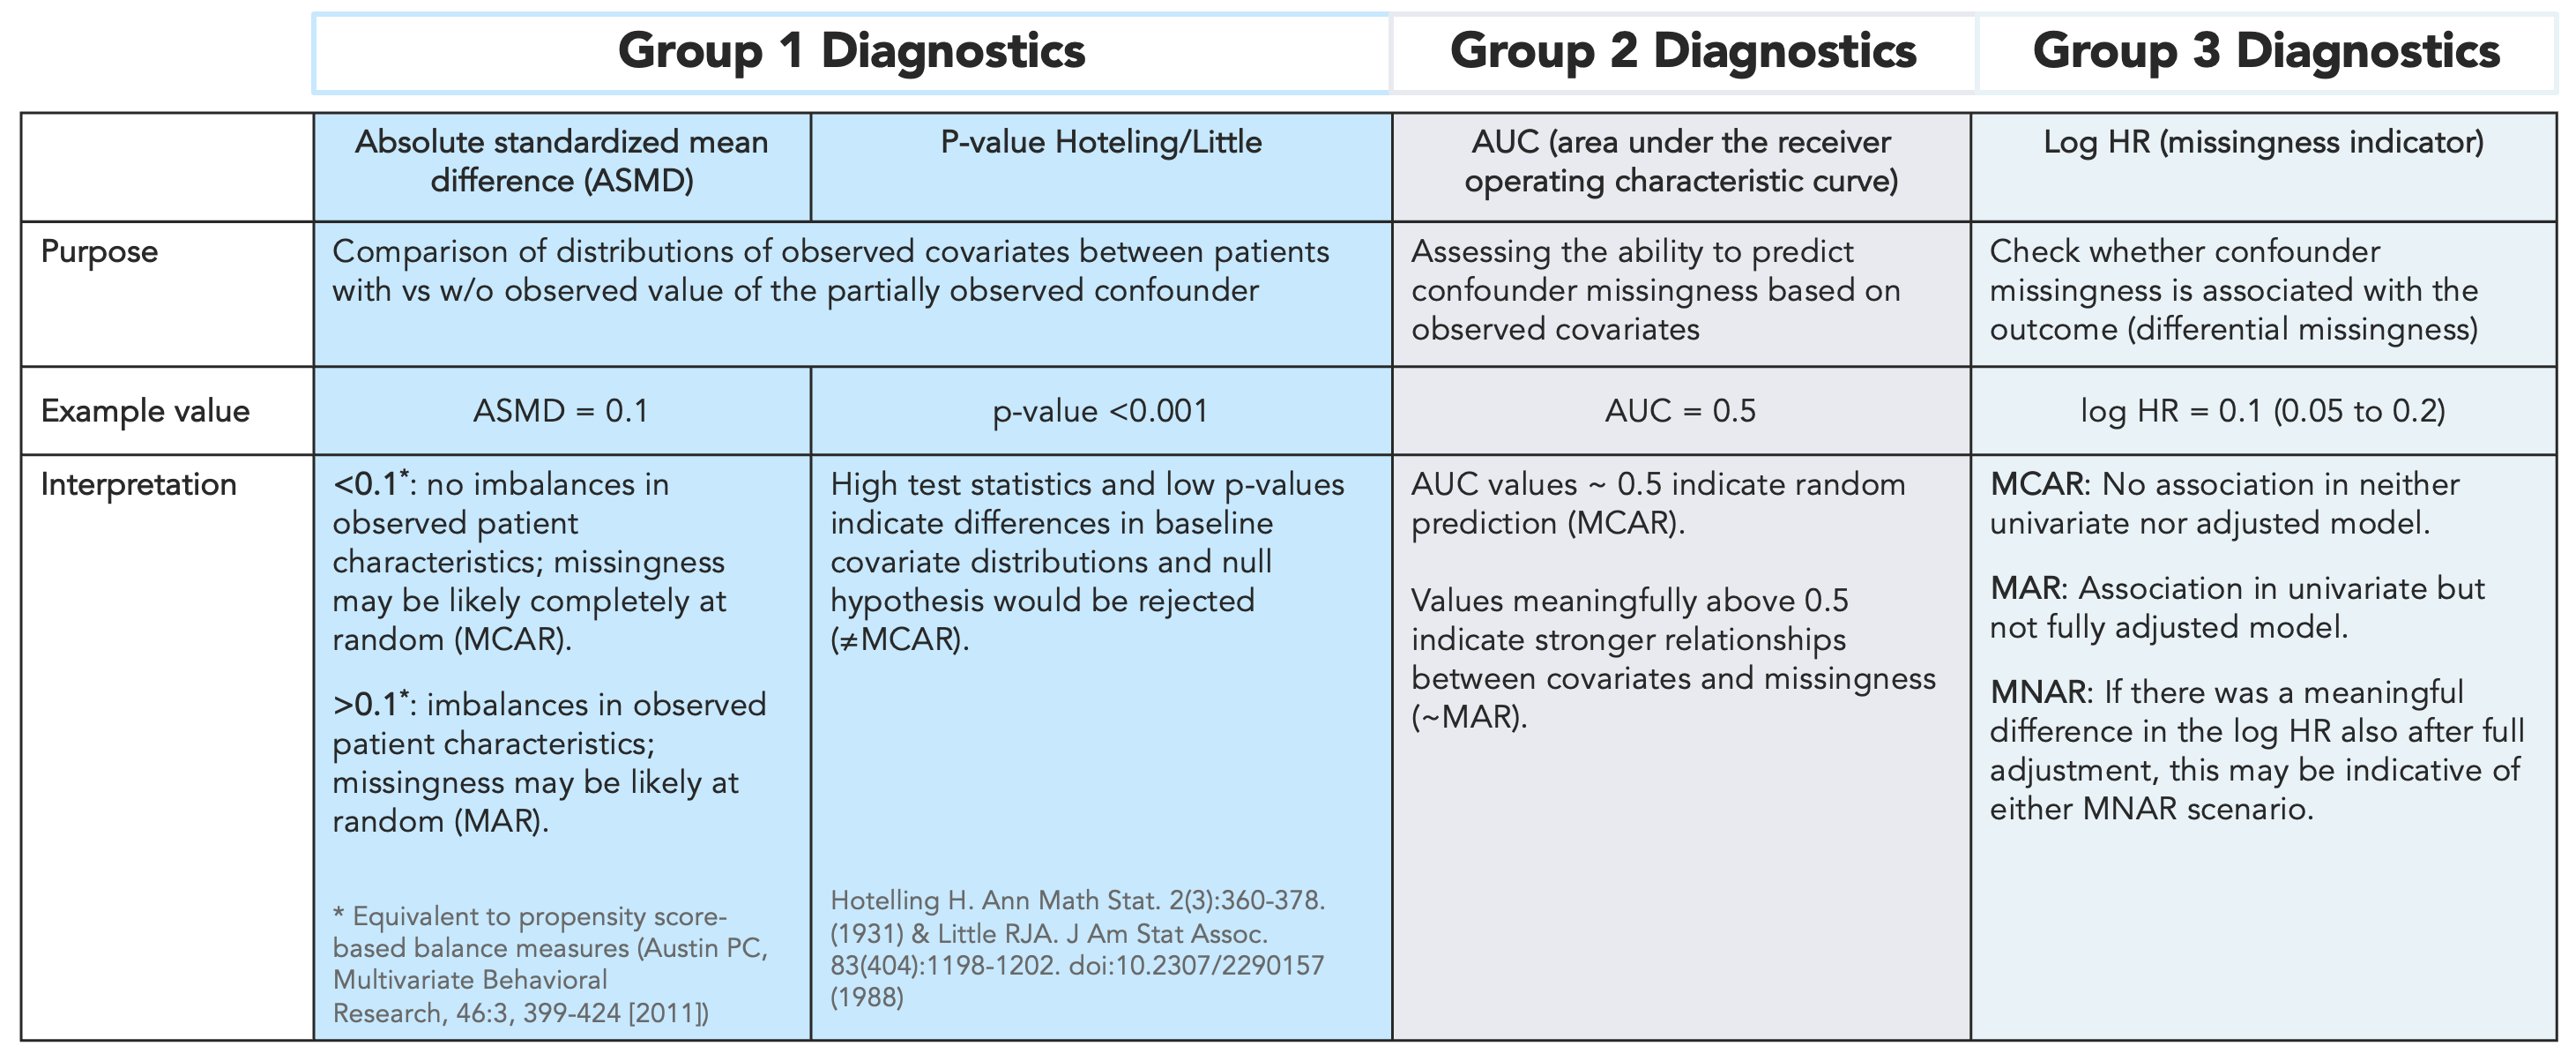 Group 1 Diagnostics
Group 2 Diagnostics
Group 3 Diagnostics
Absolute standardized mean
difference (ASMD)
P-value Hoteling/Little
AUC (area under the receiver
operating characteristic curve)
Log HR (missingness indicator)
Purpose
Comparison of distributions of observed covariates between patients
with vs w/o observed value of the partially observed confounder
Assessing the ability to predict
confounder missingness based on
observed covariates
Check whether confounder
missingness is associated with the
outcome (differential missingness)
Example value
ASMD = 0.1
p-value <0.001
AUC = 0.5
log HR = 0.1 (0.05 to 0.2)
Interpretation
<0.1*: no imbalances in
observed patient
characteristics; missingness
may be likely completely at
random (MCAR).
>0.1*: imbalances in observed
patient characteristics;
missingness may be likely at
random (MAR).
* Equivalent to propensity score-
based balance measures (Austin PC,
Multivariate Behavioral
Research, 46:3, 399-424 [2011])
High test statistics and low p-values
indicate differences in baseline
covariate distributions and null
hypothesis would be rejected
(≠MCAR).
Hotelling H. Ann Math Stat. 2(3):360-378.
(1931) & Little RJA. J Am Stat Assoc.
83(404):1198-1202. doi:10.2307/2290157
(1988)
AUC values ~ 0.5 indicate random
prediction (MCAR).
Values meaningfully above 0.5
indicate stronger relationships
between covariates and missingness
(~MAR).
MCAR: No association in neither
univariate nor adjusted model.
MAR: Association in univariate but
not fully adjusted model.
MNAR: If there was a meaningful
difference in the log HR also after full
adjustment, this may be indicative of
either MNAR scenario.